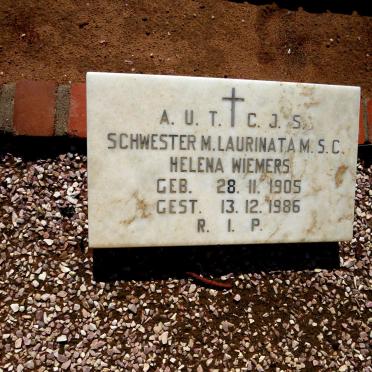 A. U. T. C. J. S.
SCHWESTER M. LAURINATA M. S. C.
HELENA WIEMERS
GEB. 28. 11. 1905
GEST. 13. 12. 1986
R. I. P.